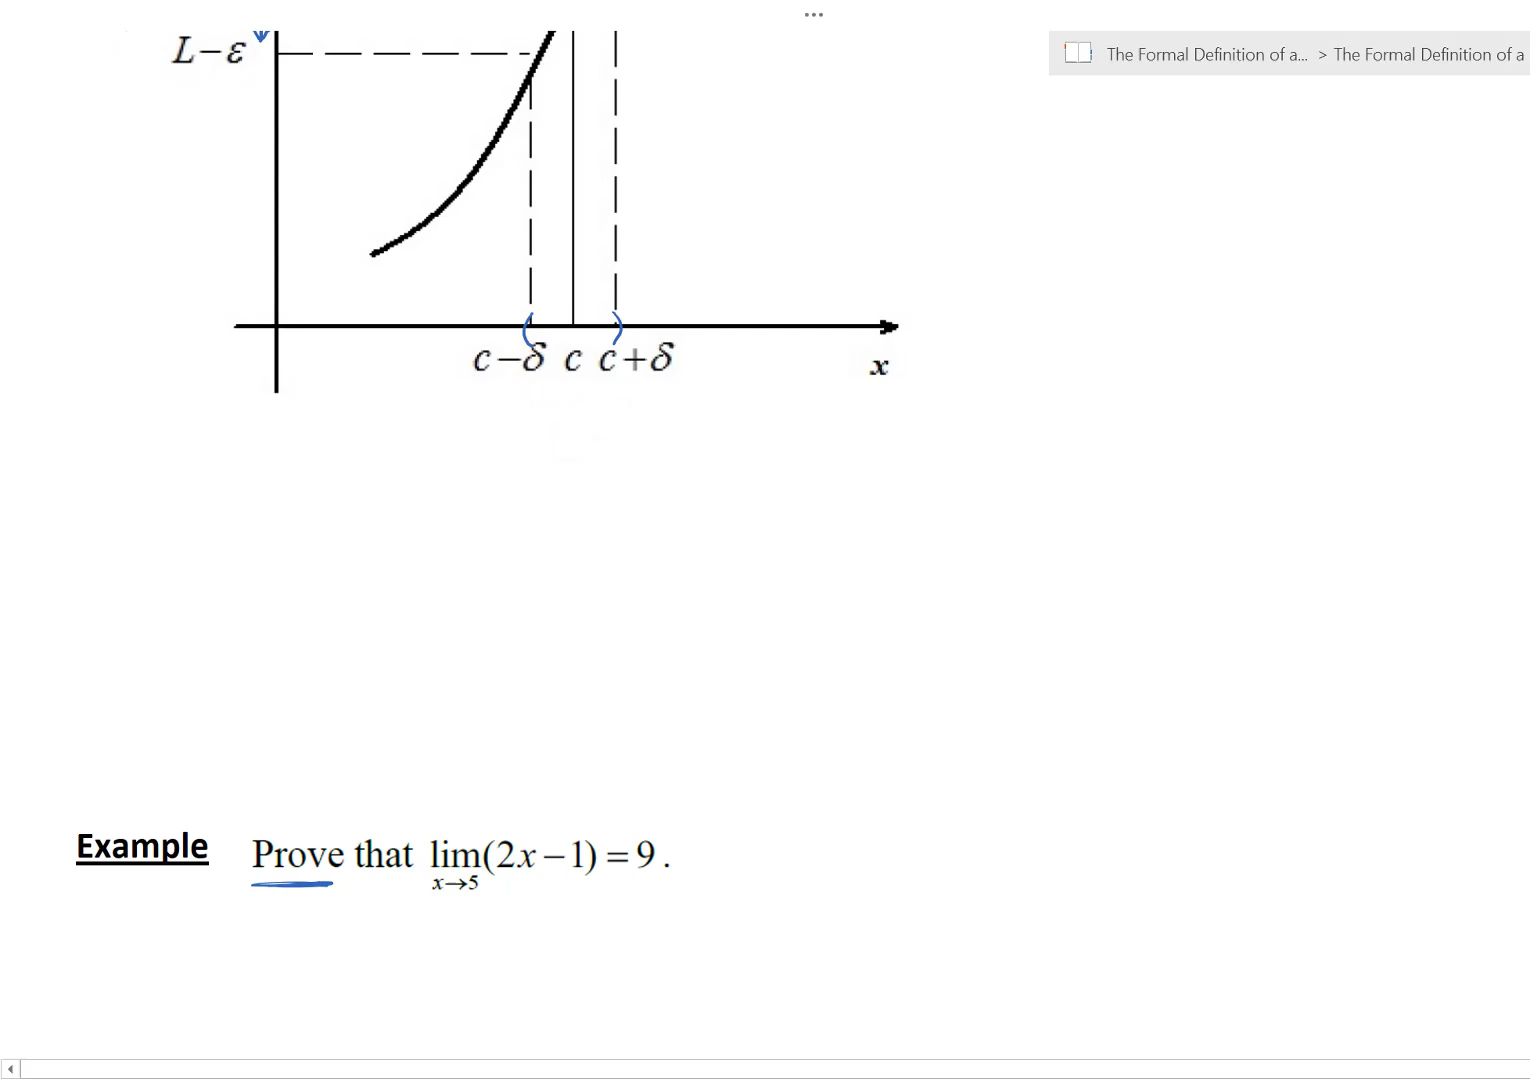 •••
The Formal Definition of a... > The Formal Definition of a
L−ε
c−δ c c+δ
x
Example Prove that lim(2x−1)=9.
x→5